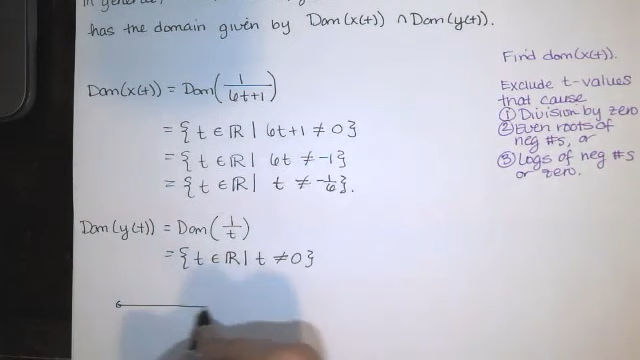 In general,
has the domain given by Dom(x(t)) ∩ Dom(y(t)).
Find dom(x(t)).
Exclude t-values
that cause
① Division by zero
② Even roots of
neg #s, or
③ Logs of neg #s
or zero.
Dom(x(t)) = Dom(1/(6t+1))
= {t ∈ ℝ | 6t+1 ≠ 0}
= {t ∈ ℝ | 6t ≠ -1}
= {t ∈ ℝ | t ≠ -1/6}.
Dom(y(t)) = Dom(1/t)
= {t ∈ ℝ | t ≠ 0}